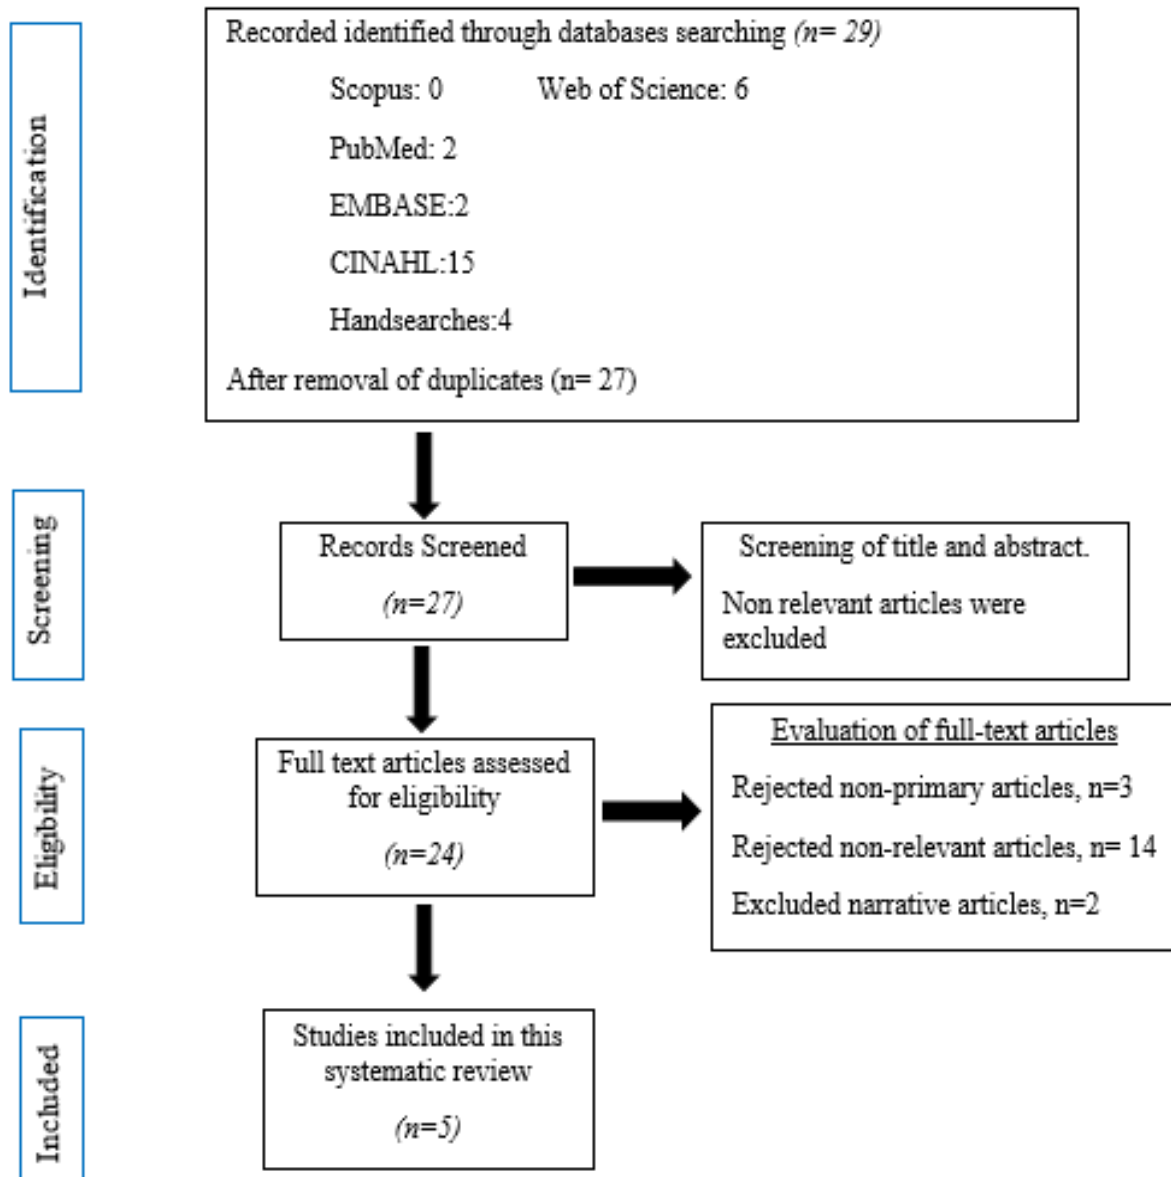 Identification
Recorded identified through databases searching (n= 29)
Scopus: 0 Web of Science: 6
PubMed: 2
EMBASE:2
CINAHL:15
Handsearches:4
After removal of duplicates (n= 27)
Screening
Records Screened
(n=27)
Screening of title and abstract.
Non relevant articles were
excluded
Eligibility
Full text articles assessed
for eligibility
(n=24)
Evaluation of full-text articles
Rejected non-primary articles, n=3
Rejected non-relevant articles, n= 14
Excluded narrative articles, n=2
Included
Studies included in this
systematic review
(n=5)